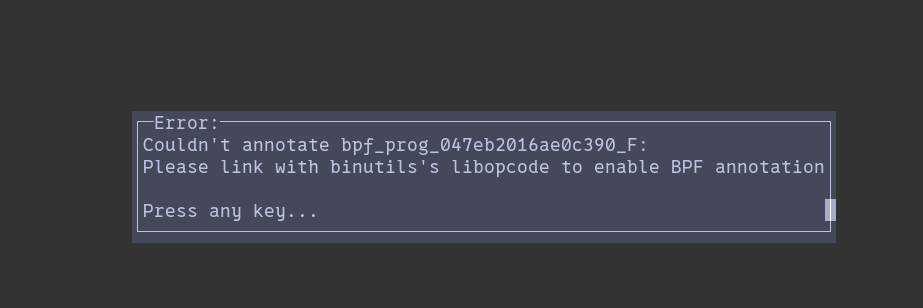 Error:
Couldn't annotate bpf_prog_047eb2016ae0c390_F:
Please link with binutils's libopcode to enable BPF annotation
Press any key...